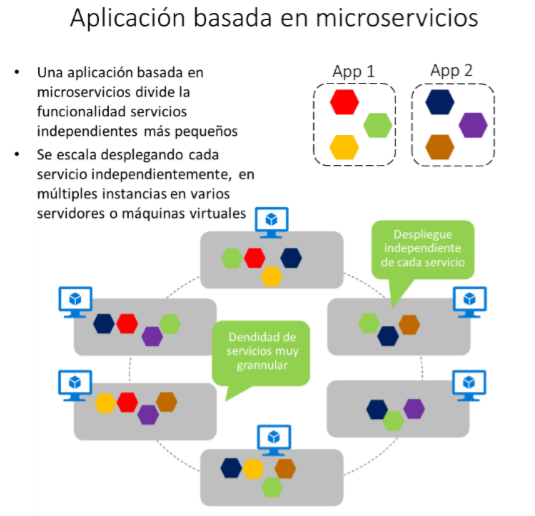 Aplicación basada en microservicios
• Una aplicación basada en
microservicios divide la
funcionalidad servicios
independientes más pequeños
• Se escala desplegando cada
servicio independientemente, en
múltiples instancias en varios
servidores o máquinas virtuales
App 1
App 2
Despliegue
independiente
de cada servicio
Dendidad de
servicios muy
grannular